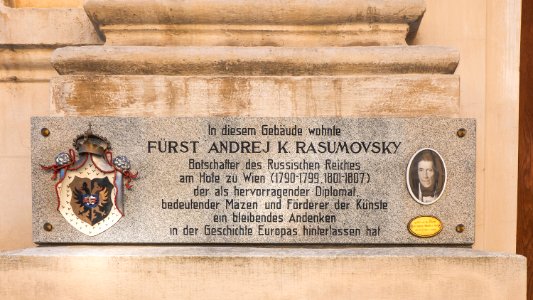 In diesem Gebäude wohnte
FÜRST ANDREJ K. RASUMOVSKY
Botschafter des Russischen Reiches
am Hofe zu Wien (1790-1799, 1801-1807)
der als hervorragender Diplomat,
bedeutender Mäzen und Förderer der Künste
ein bleibendes Andenken
in der Geschichte Europas hinterlassen hat